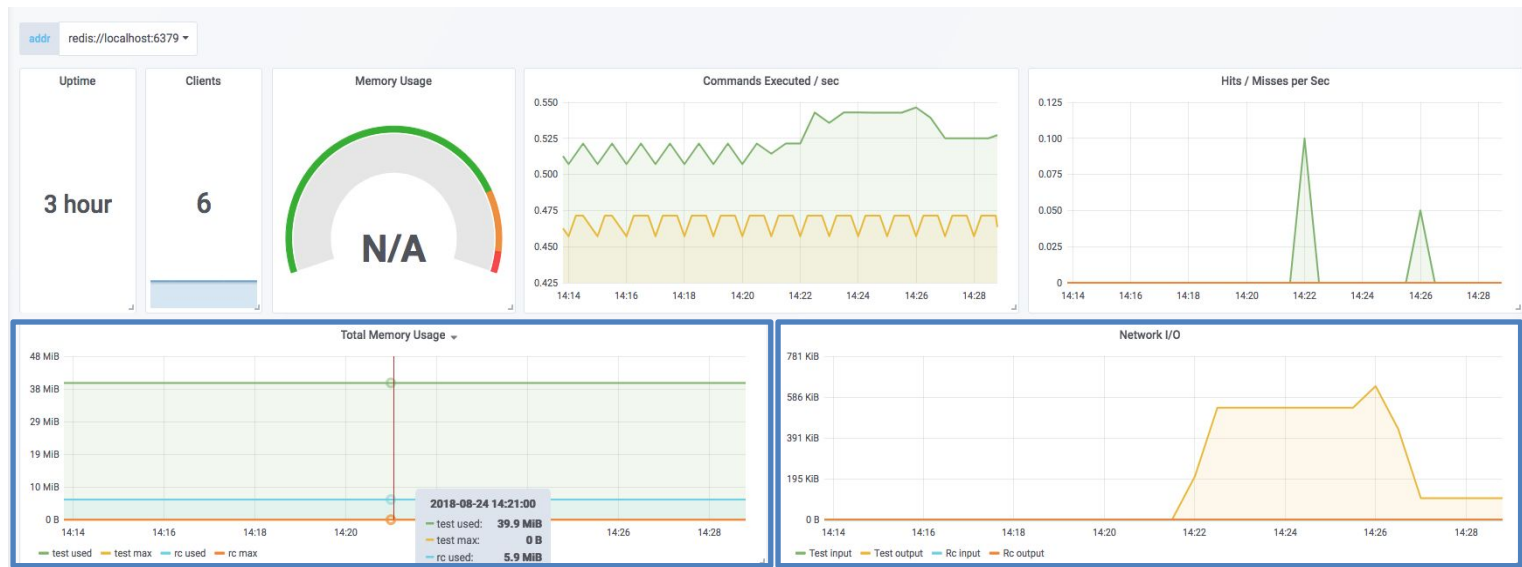 addr redis://localhost:6379
Uptime
3 hour
Clients
6
Memory Usage
N/A
Commands Executed / sec
0.550
0.525
0.500
0.475
0.450
0.425
14:14 14:16 14:18 14:20 14:22 14:24 14:26 14:28
Hits / Misses per Sec
0.125
0.100
0.075
0.050
0.025
0
14:14 14:16 14:18 14:20 14:22 14:24 14:26 14:28
Total Memory Usage
48 MiB
38 MiB
29 MiB
19 MiB
10 MiB
0 B
14:14 14:16 14:18 14:20 14:26 14:28
2018-08-24 14:21:00
test used: 39.9 MiB
test max: 0 B
rc used: 5.9 MiB
test used test max rc used rc max
Network I/O
781 KiB
586 KiB
391 KiB
195 KiB
0 B
14:14 14:16 14:18 14:20 14:22 14:24 14:26 14:28
Test input Test output Rc input Rc output